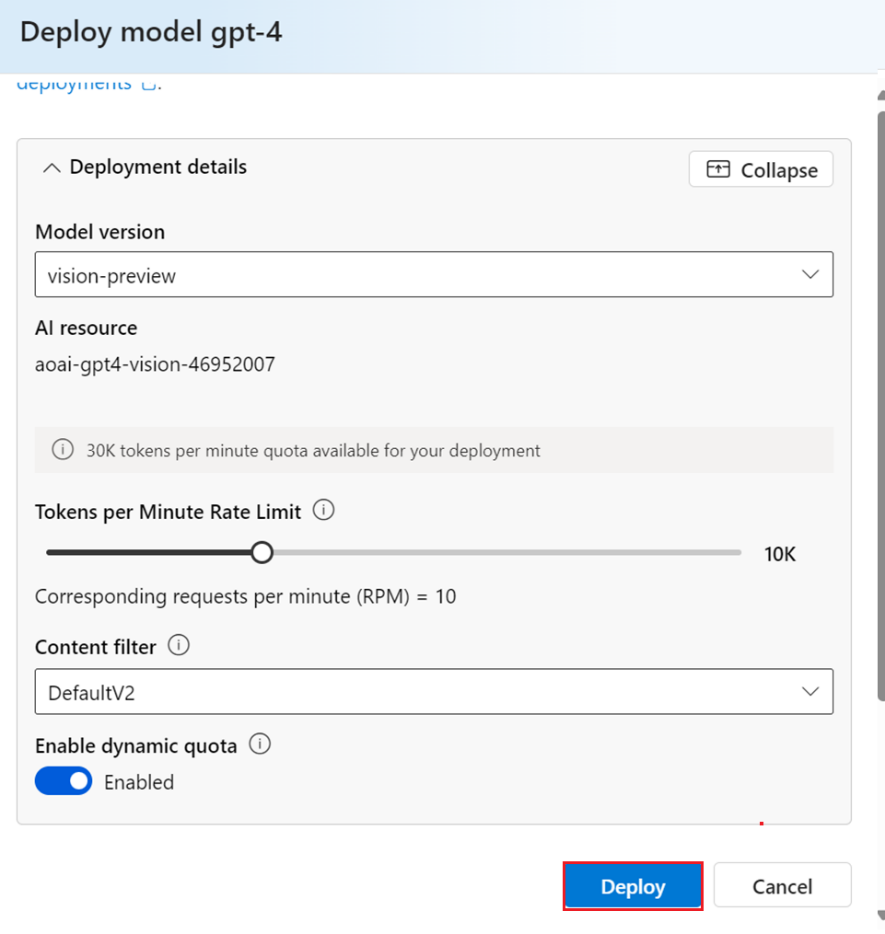 Deploy model gpt-4
deployments
Deployment details
Collapse
Model version
vision-preview
AI resource
aoai-gpt4-vision-46952007
30K tokens per minute quota available for your deployment
Tokens per Minute Rate Limit
10K
Corresponding requests per minute (RPM) = 10
Content filter
DefaultV2
Enable dynamic quota
Enabled
Deploy
Cancel